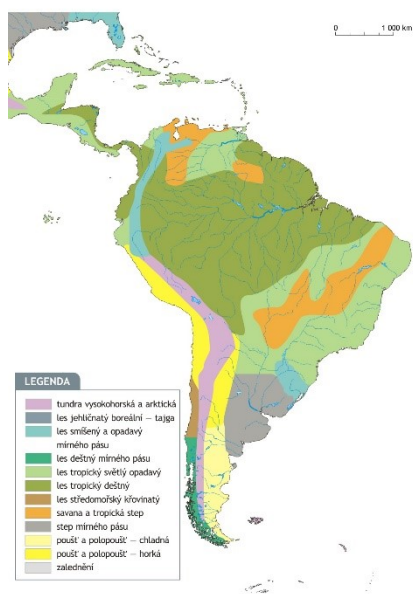 0 1 000 km
LEGENDA
tundra vysokohorská a arktická
les jehličnatý boreální – tajga
les smíšený a opadavý
mírného pásu
les deštný mírného pásu
les tropický světlý opadavý
les tropický deštný
les středomořský křovinatý
savana a tropická step
step mírného pásu
poušť a polopoušť – chladná
poušť a polopoušť – horká
zalednění